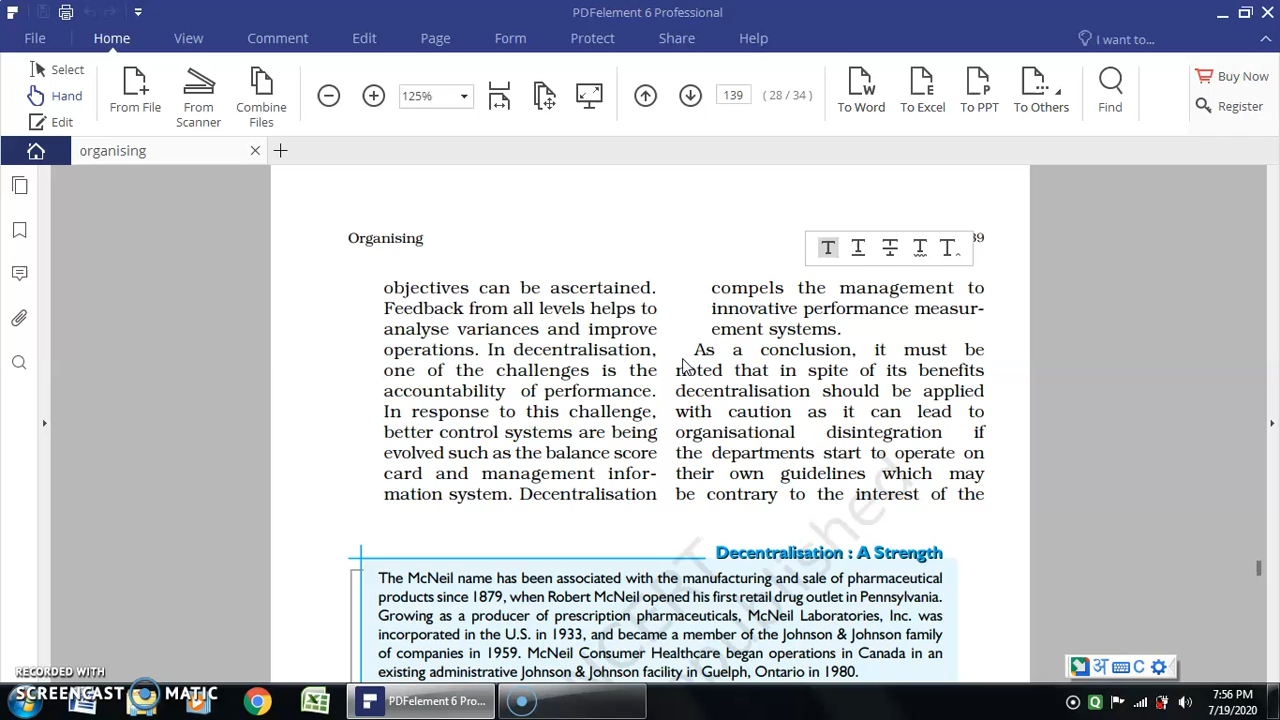 PDFelement 6 Professional
File Home View Comment Edit Page Form Protect Share Help I want to...
Select
Hand
Edit
From File
From Scanner
Combine Files
125%
139 (28 / 34)
To Word To Excel To PPT To Others
Find
Buy Now
Register
organising
Organising
39
objectives can be ascertained.
Feedback from all levels helps to
analyse variances and improve
operations. In decentralisation,
one of the challenges is the
accountability of performance.
In response to this challenge,
better control systems are being
evolved such as the balance score
card and management infor-
mation system. Decentralisation
compels the management to
innovative performance measur-
ement systems.
As a conclusion, it must be
noted that in spite of its benefits
decentralisation should be applied
with caution as it can lead to
organisational disintegration if
the departments start to operate on
their own guidelines which may
be contrary to the interest of the
Decentralisation : A Strength
The McNeil name has been associated with the manufacturing and sale of pharmaceutical
products since 1879, when Robert McNeil opened his first retail drug outlet in Pennsylvania.
Growing as a producer of prescription pharmaceuticals, McNeil Laboratories, Inc. was
incorporated in the U.S. in 1933, and became a member of the Johnson & Johnson family
of companies in 1959. McNeil Consumer Healthcare began operations in Canada in an
existing administrative Johnson & Johnson facility in Guelph, Ontario in 1980.
RECORDED WITH
SCREENCAST MATIC
PDFelement 6 Pro...
अ C
7:56 PM
7/19/2020